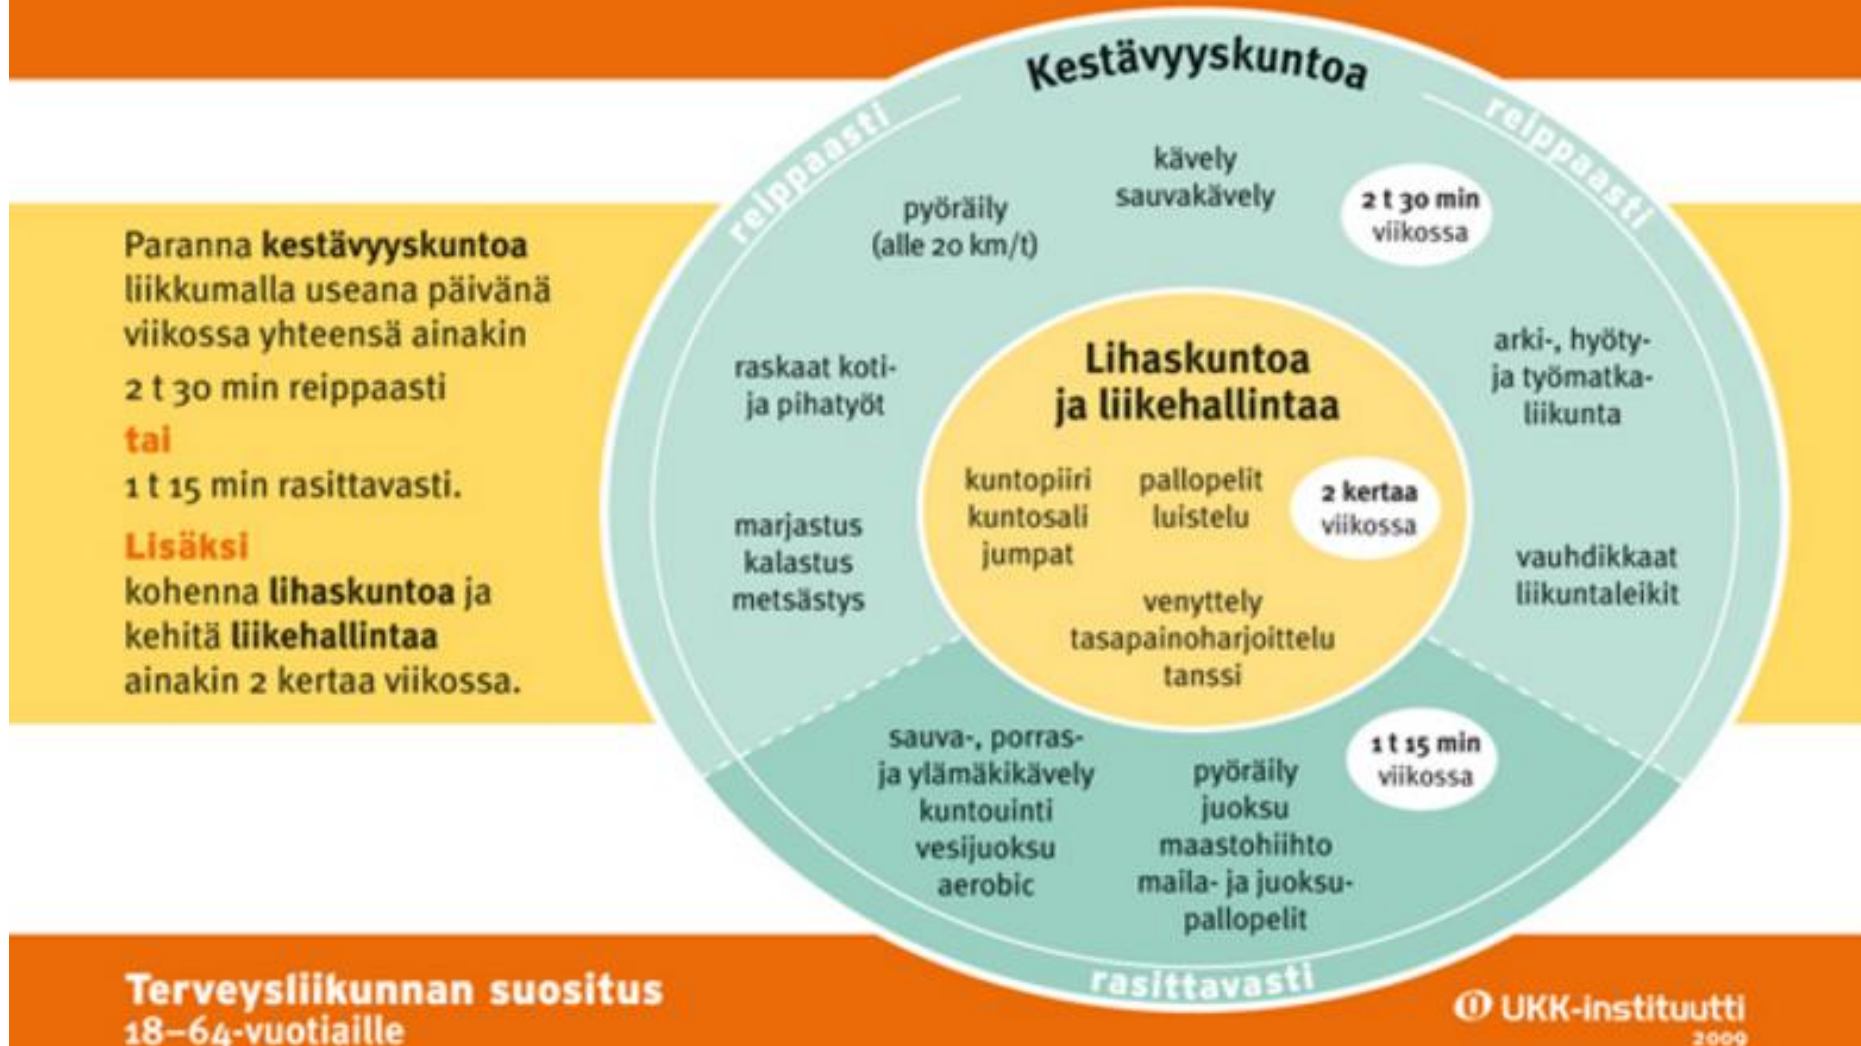 Kestävyyskuntoa
reippaasti
reippaasti
kävely
sauvakävely
2 t 30 min
viikossa
pyöräily
(alle 20 km/t)
Paranna kestävyyskuntoa
liikkumalla useana päivänä
viikossa yhteensä ainakin
2 t 30 min reippaasti
tai
1 t 15 min rasittavasti.
Lisäksi
kohenna lihaskuntoa ja
kehitä liikehallintaa
ainakin 2 kertaa viikossa.
raskaat koti-
ja pihatyöt
marjastus
kalastus
metsästys
Lihaskuntoa
ja liikehallintaa
kuntopiiri
kuntosali
jumpat
pallopelit
luistelu
2 kertaa
viikossa
venyttely
tasapainoharjoittelu
tanssi
arki-, hyöty-
ja työmatka-
liikunta
vauhdikkaat
liikuntaleikit
sauva-, porras-
ja ylämäkikävely
kuntouinti
vesijuoksu
aerobic
pyöräily
juoksu
maastohiihto
maila- ja juoksu-
pallopelit
1 t 15 min
viikossa
rasittavasti
Terveysliikunnan suositus
18–64-vuotiaille
UKK-instituutti
2009